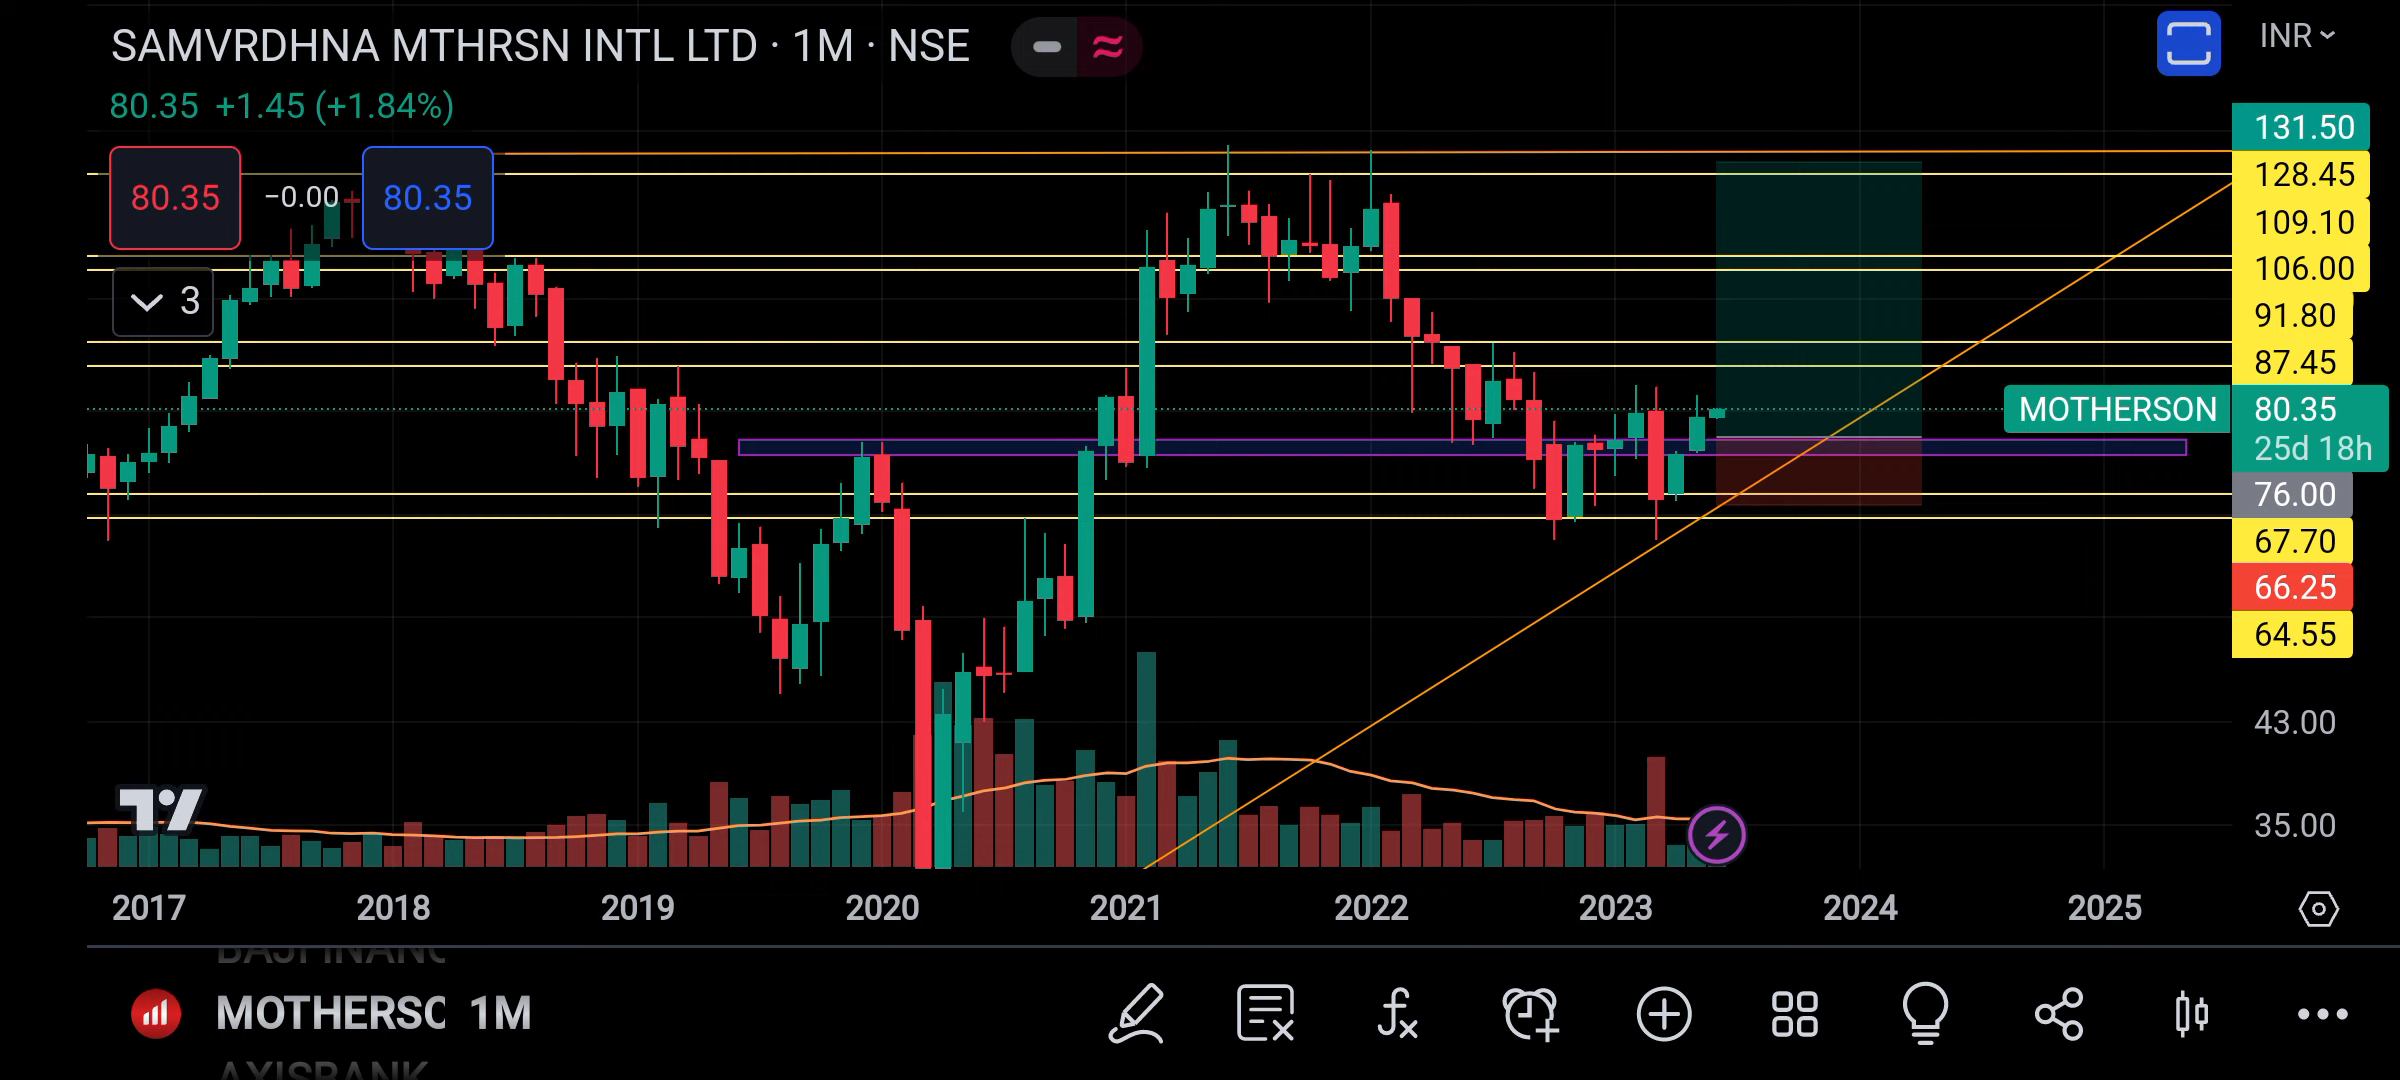 SAMVRDHNA MTHRSN INTL LTD · 1M · NSE
INR
80.35 +1.45 (+1.84%)
80.35 −0.00 80.35
3
131.50
128.45
109.10
106.00
91.80
87.45
MOTHERSON 80.35
25d 18h
76.00
67.70
66.25
64.55
43.00
35.00
2017 2018 2019 2020 2021 2022 2023 2024 2025
MOTHERSO 1M
AXISBANK